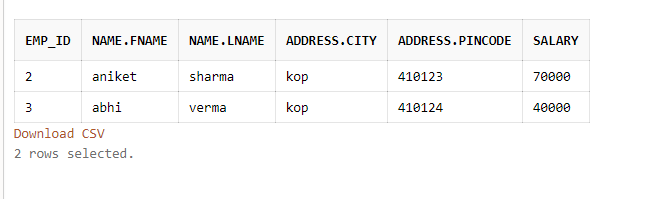 EMP_ID NAME.FNAME NAME.LNAME ADDRESS.CITY ADDRESS.PINCODE SALARY
2 aniket sharma kop 410123 70000
3 abhi verma kop 410124 40000
Download CSV
2 rows selected.